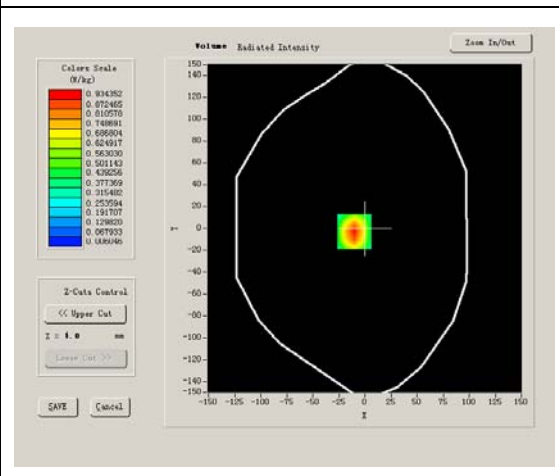 Volume Radiated Intensity
Zoom In/Out
Colors Scale
(W/kg)
0.934352
0.872465
0.810578
0.748691
0.686804
0.624917
0.563030
0.501143
0.439256
0.377369
0.315482
0.253594
0.191707
0.129820
0.067933
0.006046
Z-Cuts Control
<< Upper Cut
Z = 4.0 mm
Lower Cut >>
SAVE
Cancel
150
140
120
100
80
60
40
20
0
-20
-40
-60
-80
-100
-120
-140
-150
Y
-150 -125 -100 -75 -50 -25 0 25 50 75 100 125 150
X